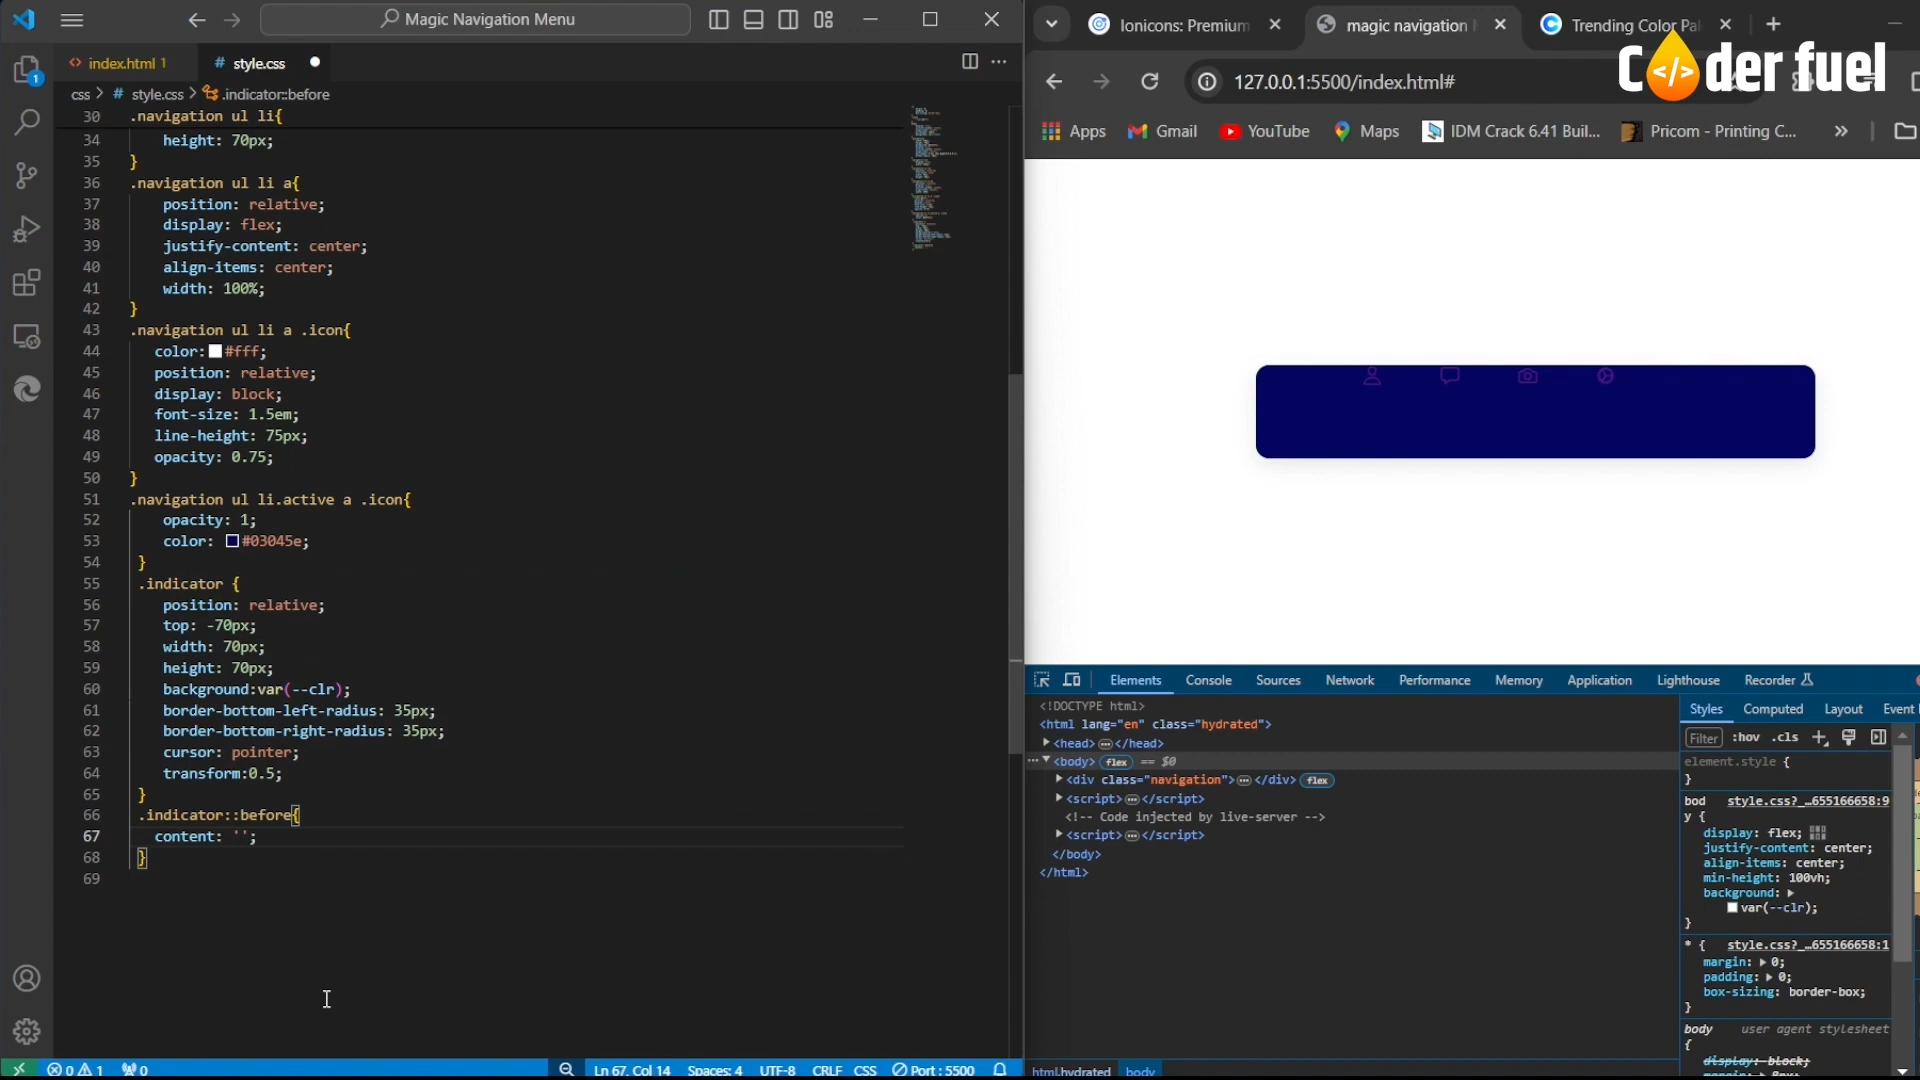 Magic Navigation Menu
index.html 1
# style.css
css > # style.css > .indicator::before
30 .navigation ul li{
34 height: 70px;
35 }
36 .navigation ul li a{
37 position: relative;
38 display: flex;
39 justify-content: center;
40 align-items: center;
41 width: 100%;
42 }
43 .navigation ul li a .icon{
44 color: #fff;
45 position: relative;
46 display: block;
47 font-size: 1.5em;
48 line-height: 75px;
49 opacity: 0.75;
50 }
51 .navigation ul li.active a .icon{
52 opacity: 1;
53 color: #03045e;
54 }
55 .indicator {
56 position: relative;
57 top: -70px;
58 width: 70px;
59 height: 70px;
60 background:var(--clr);
61 border-bottom-left-radius: 35px;
62 border-bottom-right-radius: 35px;
63 cursor: pointer;
64 transform:0.5;
65 }
66 .indicator::before{
67 content: '';
68 }
69
1
0 1 0 Ln 67, Col 14 Spaces: 4 UTF-8 CRLF CSS Port : 5500
Ionicons: Premium
magic navigation
Trending Color Pa
127.0.0.1:5500/index.html#
Coder fuel
Apps Gmail YouTube Maps IDM Crack 6.41 Buil... Pricom - Printing C... »
Elements Console Sources Network Performance Memory Application Lighthouse Recorder
<!DOCTYPE html>
<html lang="en" class="hydrated">
<head> … </head>
<body> flex == $0
<div class="navigation"> … </div> flex
<script> … </script>
<!-- Code injected by live-server -->
<script> … </script>
</body>
</html>
html.hydrated body
Styles Computed Layout Event
Filter :hov .cls
element.style {
}
bod style.css?_…655166658:9
y {
display: flex;
justify-content: center;
align-items: center;
min-height: 100vh;
background:
var(--clr);
}
* { style.css?_…655166658:1
margin: 0;
padding: 0;
box-sizing: border-box;
}
body user agent stylesheet
{
display: block;
margin: 8px;